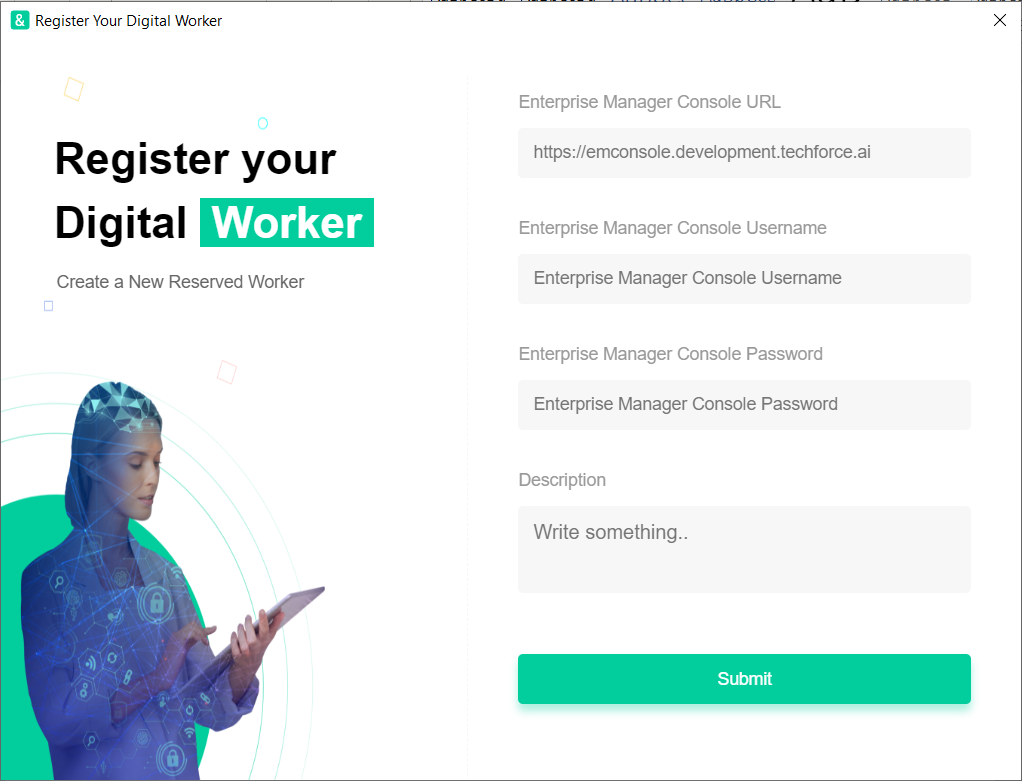 & Register Your Digital Worker
Register your
Digital Worker
Create a New Reserved Worker
Enterprise Manager Console URL
https://emconsole.development.techforce.ai
Enterprise Manager Console Username
Enterprise Manager Console Username
Enterprise Manager Console Password
Enterprise Manager Console Password
Description
Write something..
Submit